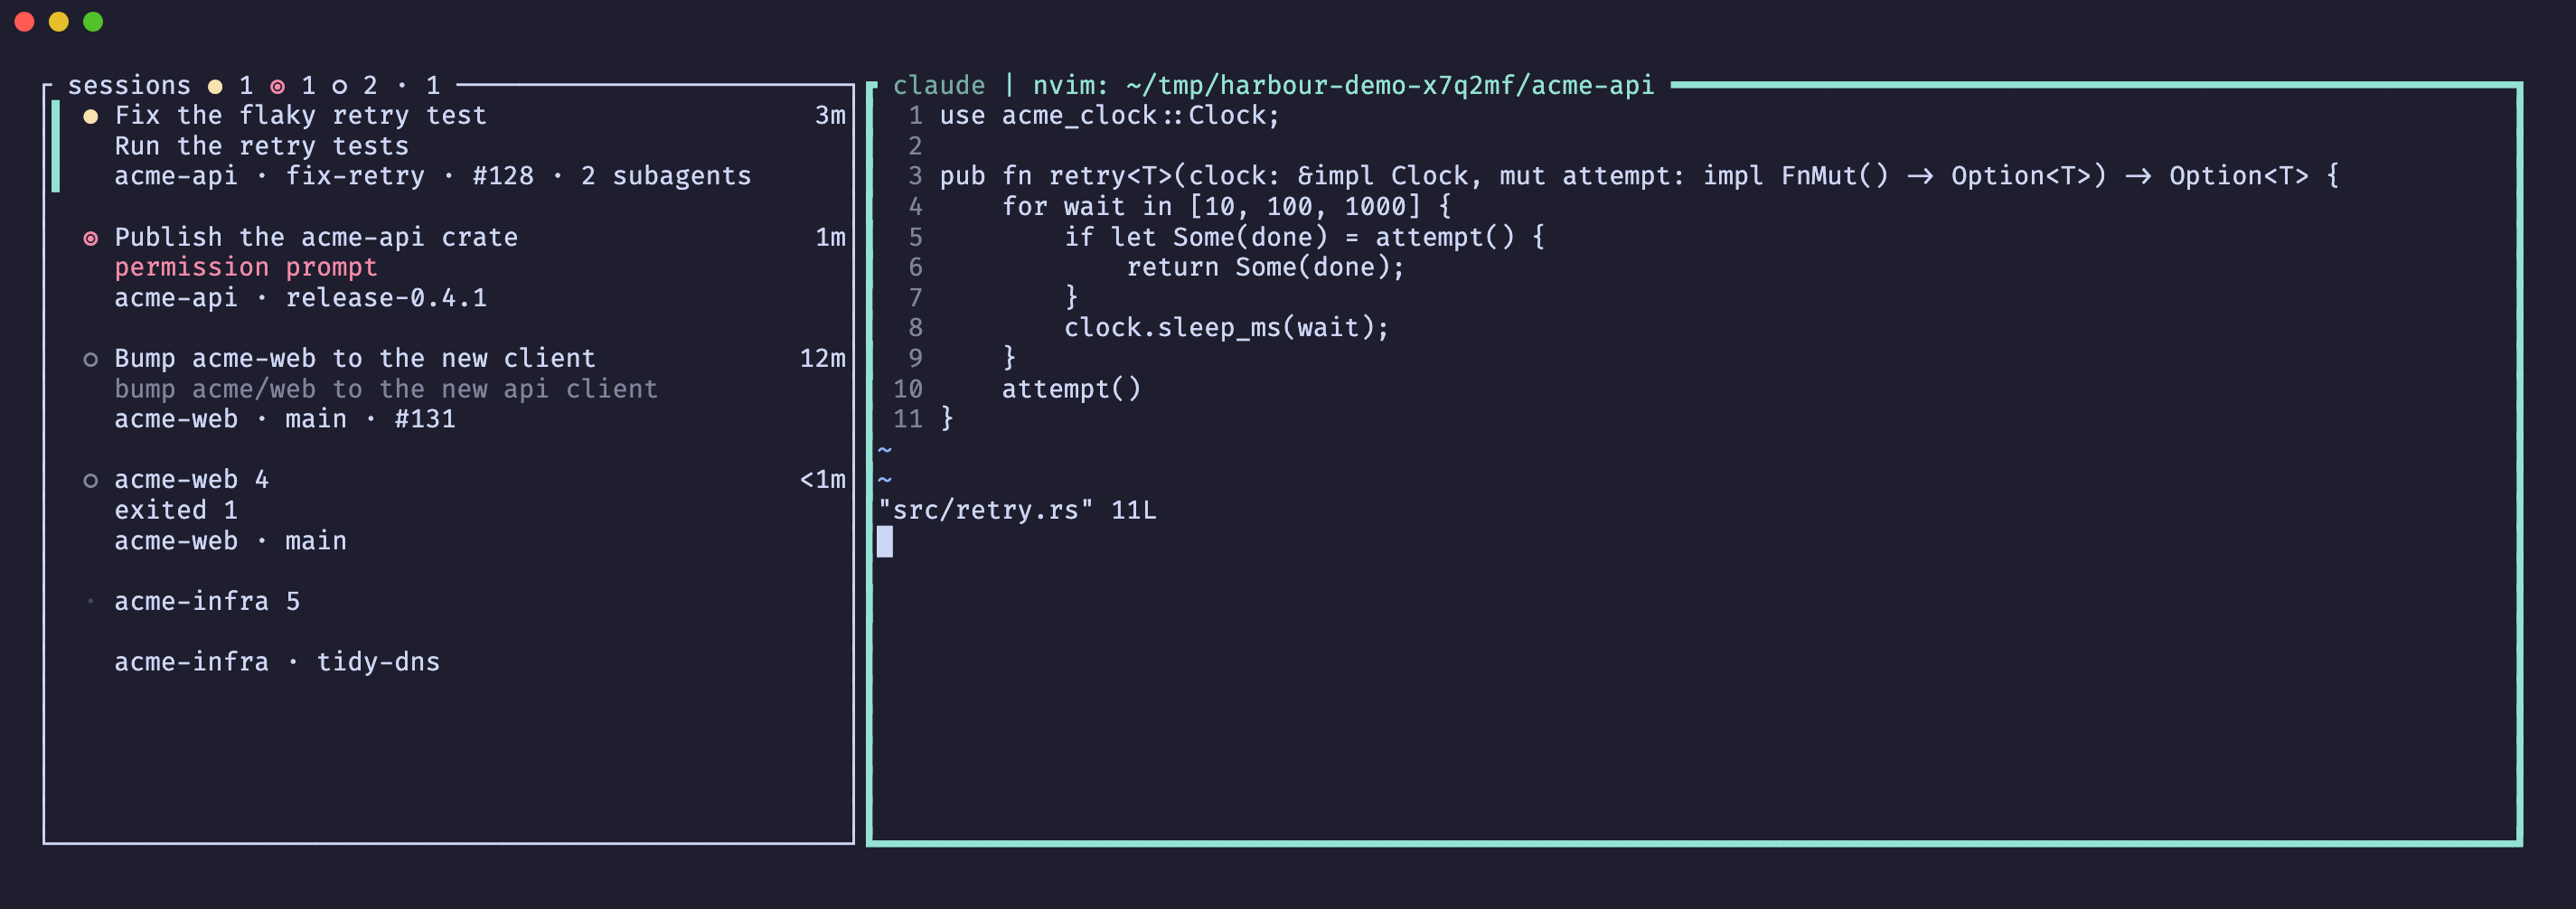 sessions ● 1 ◉ 1 ○ 2 · 1
● Fix the flaky retry test 3m
Run the retry tests
acme-api · fix-retry · #128 · 2 subagents
◉ Publish the acme-api crate 1m
permission prompt
acme-api · release-0.4.1
○ Bump acme-web to the new client 12m
bump acme/web to the new api client
acme-web · main · #131
○ acme-web 4 <1m
exited 1
acme-web · main
· acme-infra 5
acme-infra · tidy-dns
claude | nvim: ~/tmp/harbour-demo-x7q2mf/acme-api
1 use acme_clock::Clock;
2
3 pub fn retry<T>(clock: &impl Clock, mut attempt: impl FnMut() -> Option<T>) -> Option<T> {
4     for wait in [10, 100, 1000] {
5         if let Some(done) = attempt() {
6             return Some(done);
7         }
8         clock.sleep_ms(wait);
9     }
10     attempt()
11 }
~
~
"src/retry.rs" 11L